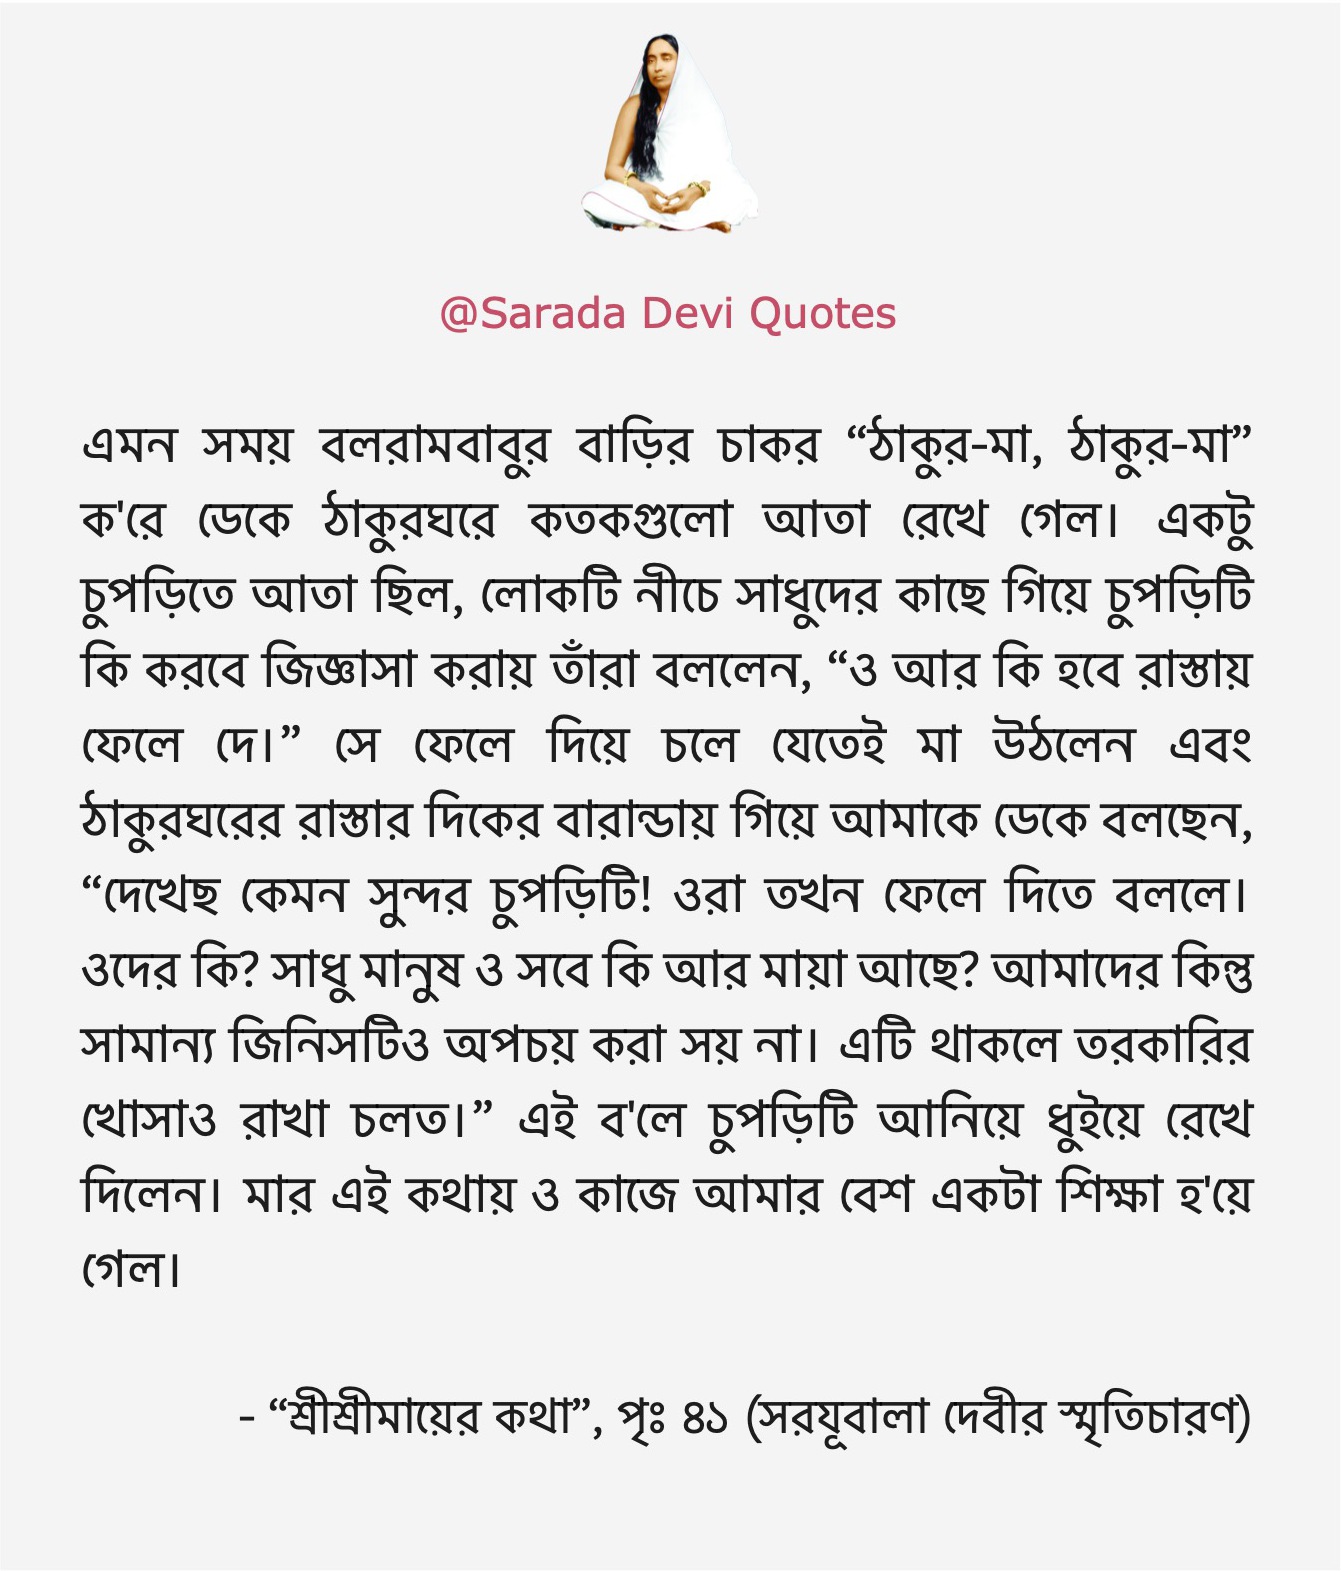 @Sarada Devi Quotes
এমন সময় বলরামবাবুর বাড়ির চাকর “ঠাকুর-মা, ঠাকুর-মা”
ক'রে ডেকে ঠাকুরঘরে কতকগুলো আতা রেখে গেল। একটু
চুপড়িতে আতা ছিল, লোকটি নীচে সাধুদের কাছে গিয়ে চুপড়িটি
কি করবে জিজ্ঞাসা করায় তাঁরা বললেন, “ও আর কি হবে রাস্তায়
ফেলে দে।” সে ফেলে দিয়ে চলে যেতেই মা উঠলেন এবং
ঠাকুরঘরের রাস্তার দিকের বারান্ডায় গিয়ে আমাকে ডেকে বলছেন,
“দেখেছ কেমন সুন্দর চুপড়িটি! ওরা তখন ফেলে দিতে বললে।
ওদের কি? সাধু মানুষ ও সবে কি আর মায়া আছে? আমাদের কিন্তু
সামান্য জিনিসটিও অপচয় করা সয় না। এটি থাকলে তরকারির
খোসাও রাখা চলত।” এই ব'লে চুপড়িটি আনিয়ে ধুইয়ে রেখে
দিলেন। মার এই কথায় ও কাজে আমার বেশ একটা শিক্ষা হ'য়ে
গেল।
- “শ্রীশ্রীমায়ের কথা”, পৃঃ ৪১ (সরযূবালা দেবীর স্মৃতিচারণ)